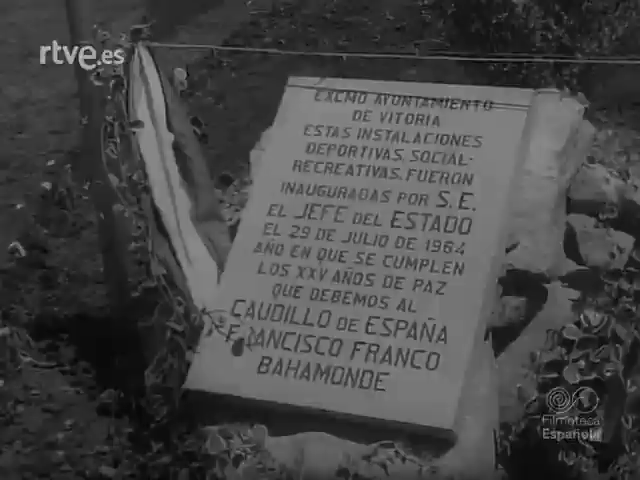 rtve.es
EXCMO AYUNTAMIENTO
DE VITORIA
ESTAS INSTALACIONES
DEPORTIVAS, SOCIAL-
RECREATIVAS, FUERON
INAUGURADAS POR S.E.
EL JEFE DEL ESTADO
EL 29 DE JULIO DE 1964
AÑO EN QUE SE CUMPLEN
LOS XXV AÑOS DE PAZ
QUE DEBEMOS AL
CAUDILLO DE ESPAÑA
FRANCISCO FRANCO
BAHAMONDE
Filmoteca
Española